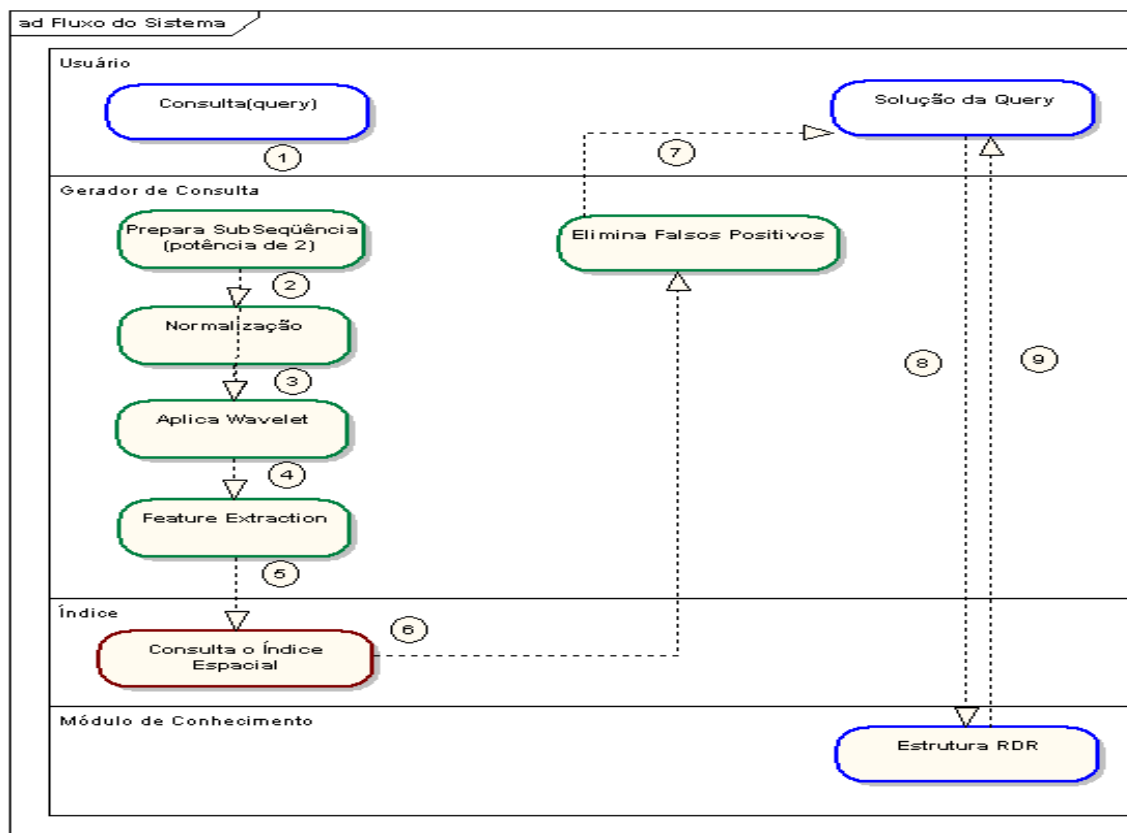 ad Fluxo do Sistema
Usuário
Consulta(query)
Solução da Query
1
7
Gerador de Consulta
Prepara SubSeqüência
(potência de 2)
Elimina Falsos Positivos
2
Normalização
3
8
9
Aplica Wavelet
4
Feature Extraction
5
Índice
6
Consulta o Índice
Espacial
Módulo de Conhecimento
Estrutura RDR